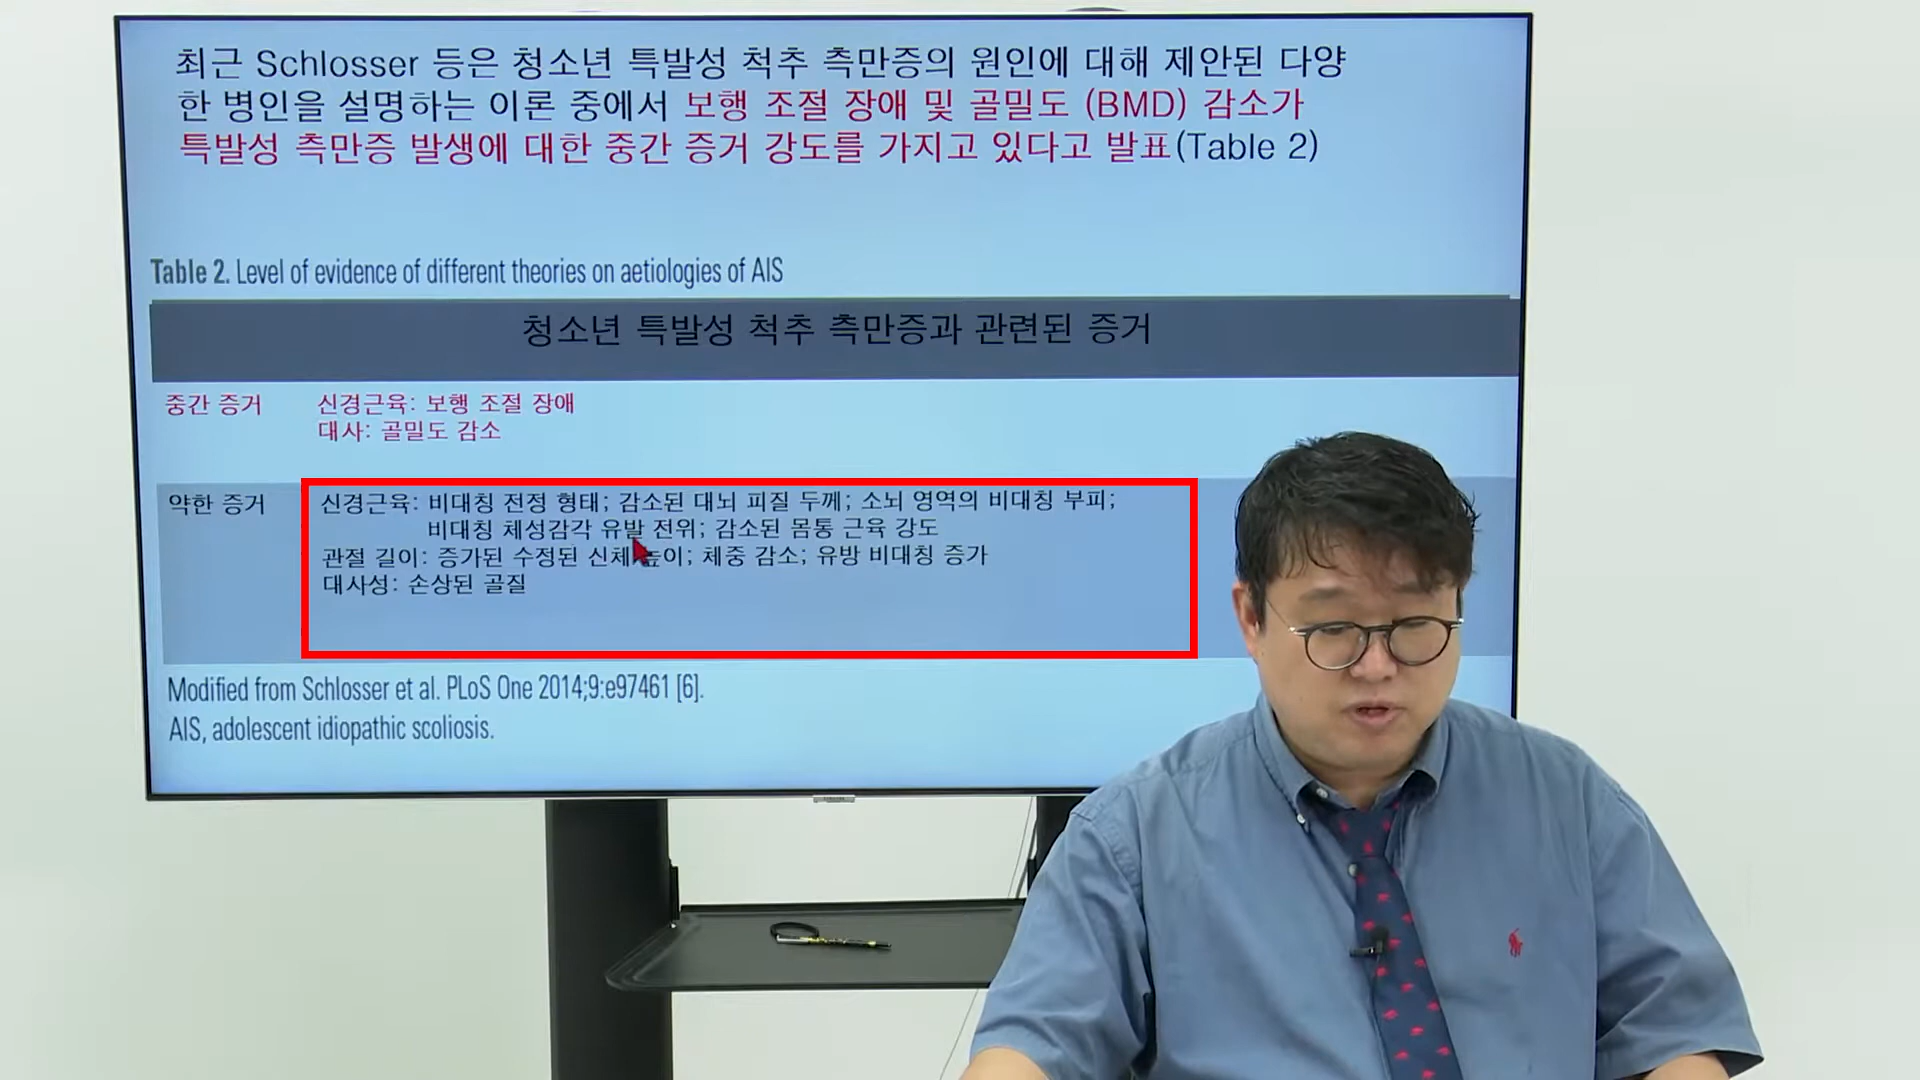 최근 Schlosser 등은 청소년 특발성 척추 측만증의 원인에 대해 제안된 다양
한 병인을 설명하는 이론 중에서 보행 조절 장애 및 골밀도 (BMD) 감소가
특발성 측만증 발생에 대한 중간 증거 강도를 가지고 있다고 발표(Table 2)
Table 2. Level of evidence of different theories on aetiologies of AIS
청소년 특발성 척추 측만증과 관련된 증거
중간 증거 신경근육: 보행 조절 장애
대사: 골밀도 감소
약한 증거 신경근육: 비대칭 전정 형태; 감소된 대뇌 피질 두께; 소뇌 영역의 비대칭 부피;
비대칭 체성감각 유발 전위; 감소된 몸통 근육 강도
관절 길이: 증가된 수정된 신체 높이; 체중 감소; 유방 비대칭 증가
대사성: 손상된 골질
Modified from Schlosser et al. PLoS One 2014;9:e97461 [6].
AIS, adolescent idiopathic scoliosis.